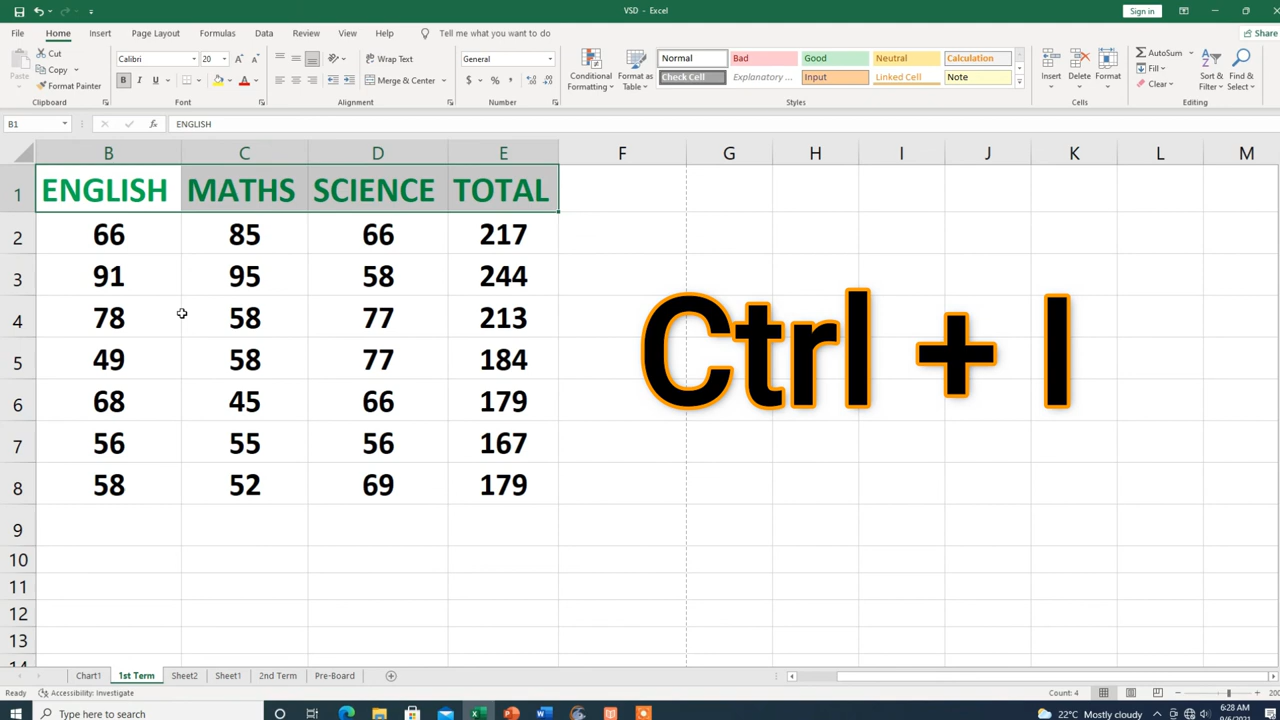 VSD - Excel
Sign in
File Home Insert Page Layout Formulas Data Review View Help Tell me what you want to do Share
Cut
Copy
Format Painter
Paste
Calibri 20
B I U
Wrap Text
Merge & Center
General
Conditional Formatting
Format as Table
Normal Bad Good Neutral Calculation
Check Cell Explanatory ... Input Linked Cell Note
Insert Delete Format
AutoSum
Fill
Clear
Sort & Filter
Find & Select
Clipboard Font Alignment Number Styles Cells Editing
B1 fx ENGLISH
B C D E F G H I J K L M
1 ENGLISH MATHS SCIENCE TOTAL
2 66 85 66 217
3 91 95 58 244
4 78 58 77 213
5 49 58 77 184
6 68 45 66 179
7 56 55 56 167
8 58 52 69 179
9
10
11
12
13
14
Ctrl + I
Chart1 1st Term Sheet2 Sheet1 2nd Term Pre-Board
Ready Accessibility: Investigate Count: 4 200
Type here to search 22°C Mostly cloudy 6:28 AM
9/6/2021